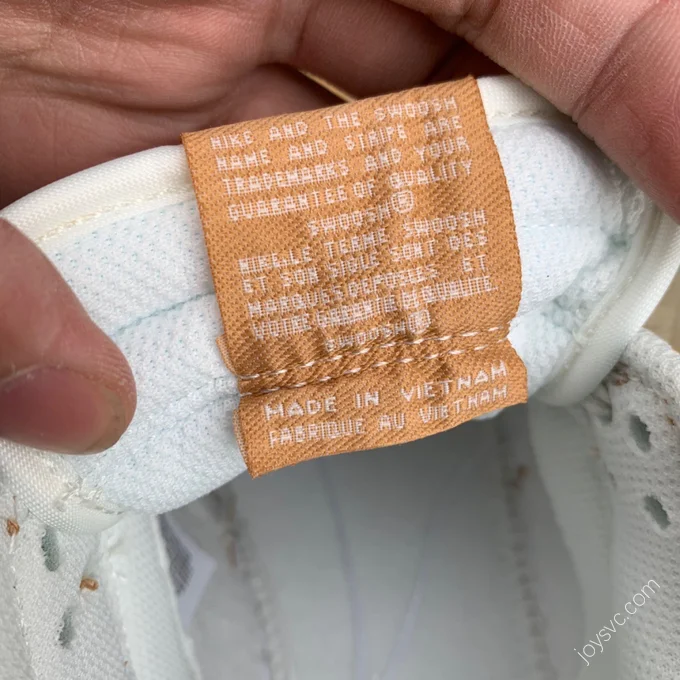 NIKE AND THE SWOOSH
NAME AND STRIPE ARE
TRADEMARKS AND YOUR
GUARANTEE OF QUALITY
SWOOSH®
NIKE.LE TERME SWOOSH
ET SON SIGLE SONT DES
MARQUES DEPOSEES ET
VOTRE GARANTIE DE QUALITE
SWOOSH®
MADE IN VIETNAM
FABRIQUE AU VIETNAM
joysvc.com